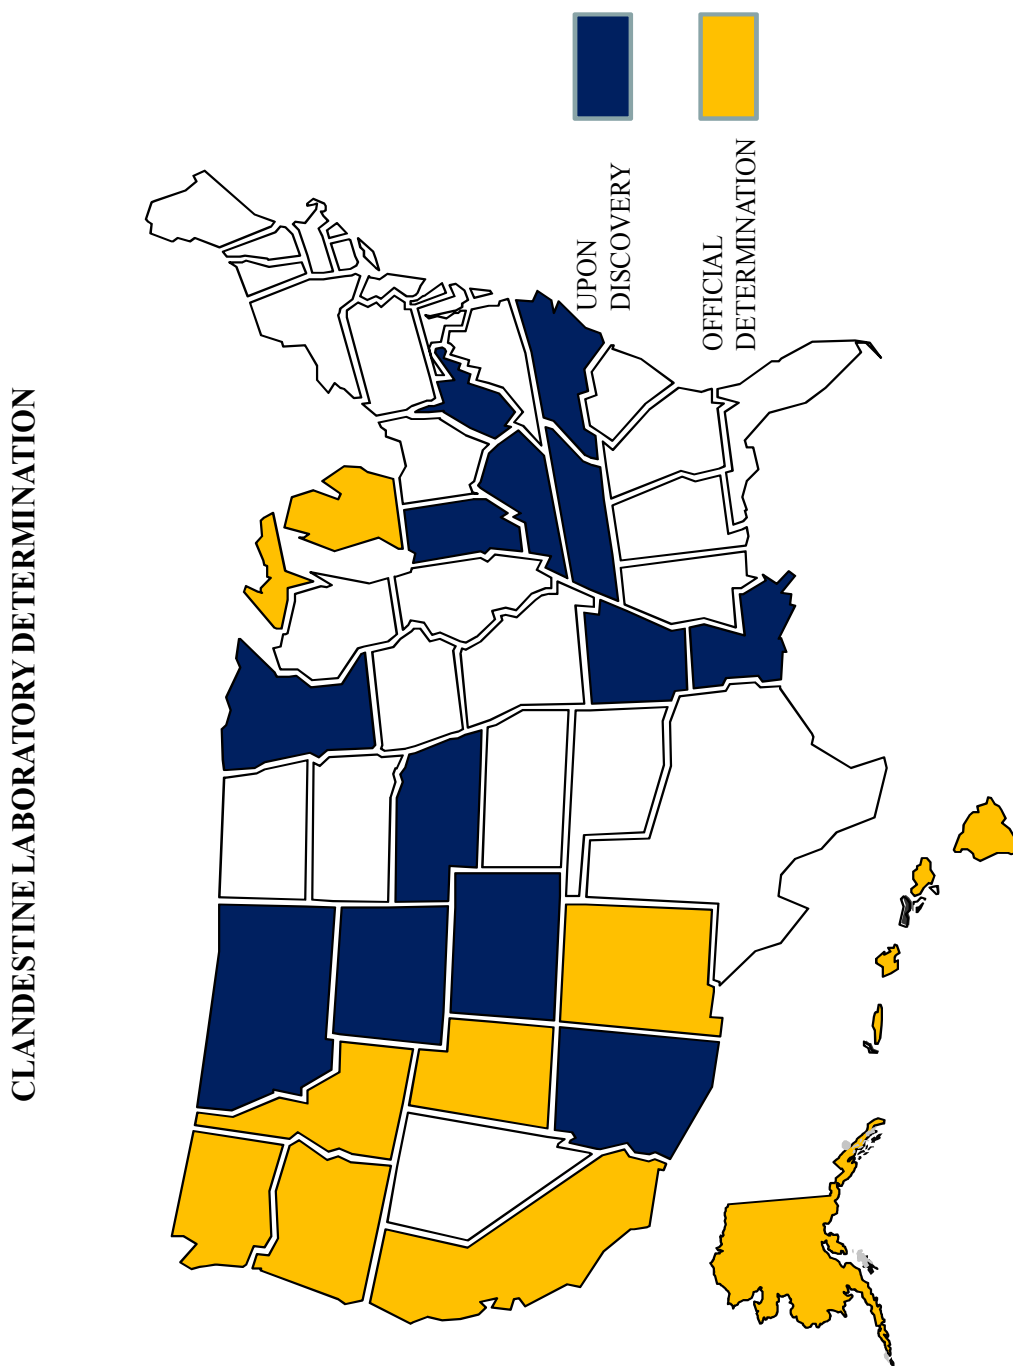 CLANDESTINE LABORATORY DETERMINATION
UPON
DISCOVERY
OFFICIAL
DETERMINATION